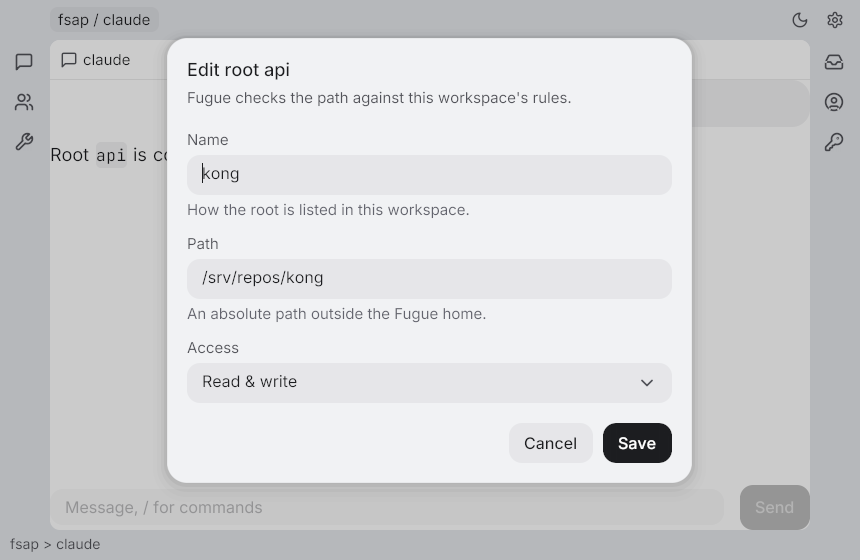 fsap / claude
claude
Edit root api
Fugue checks the path against this workspace's rules.
Name
kong
Root api is co
How the root is listed in this workspace.
Path
/srv/repos/kong
An absolute path outside the Fugue home.
Access
Read & write
Cancel
Save
Message, / for commands
Send
fsap > claude